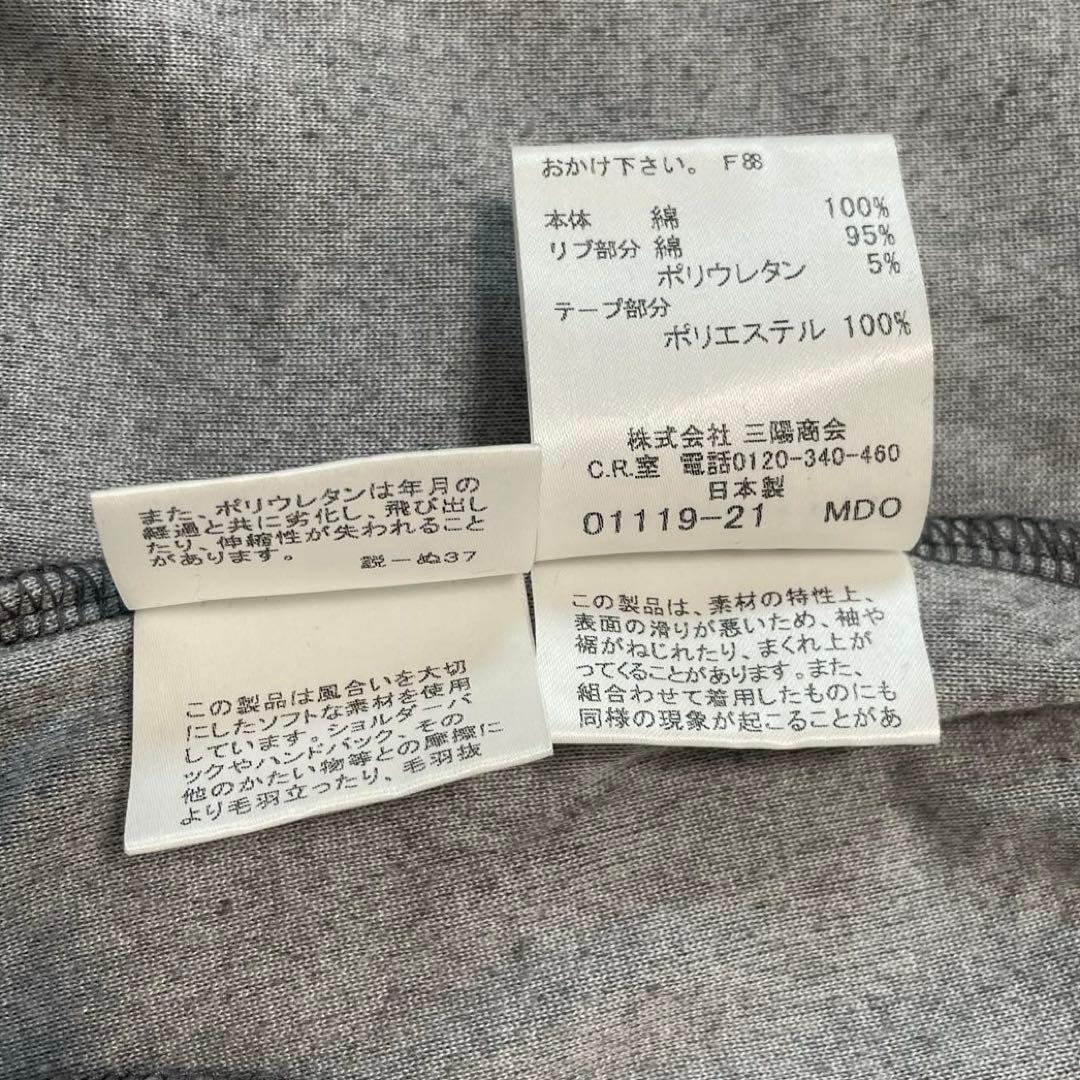 おかけ下さい。 F88
本体 綿 100%
リブ部分 綿 95%
ポリウレタン 5%
テープ部分
ポリエステル 100%
株式会社 三陽商会
C.R.室 電話0120-340-460
日本製
01119-21 MDO
また、ポリウレタンは年月の
経過と共に劣化し、飛び出し
たり、伸縮性が失われること
があります。 説ーぬ37
この製品は風合いを大切
にしたソフトな素材を使用
しています。ショルダーバ
ックやハンドバック、その
他のかたい物等との摩擦に
より毛羽立ったり、毛羽抜
この製品は、素材の特性上、
表面の滑りが悪いため、袖や
裾がねじれたり、まくれ上が
ってくることがあります。また、
組合わせて着用したものにも
同様の現象が起こることがあ